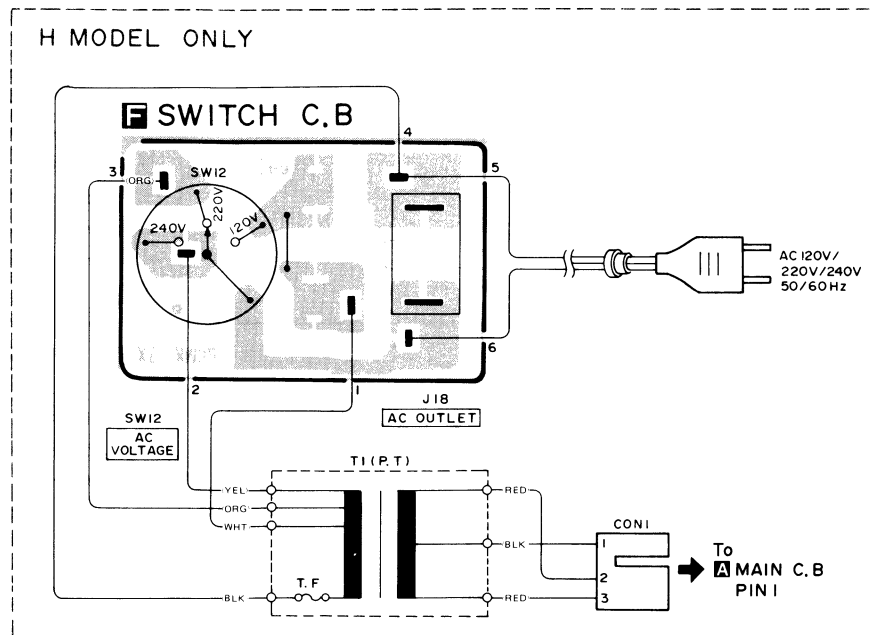 H MODEL ONLY
F SWITCH C.B
4
3
ORG
SW12
5
220V
240V
120V
AC 120V/
220V/240V
50/60Hz
6
2
1
SW12
AC
VOLTAGE
J18
AC OUTLET
T1 (P.T)
YEL
RED
ORG
WHT
CON1
BLK
1
To
A MAIN C.B
PIN 1
2
T.F
BLK
RED
3